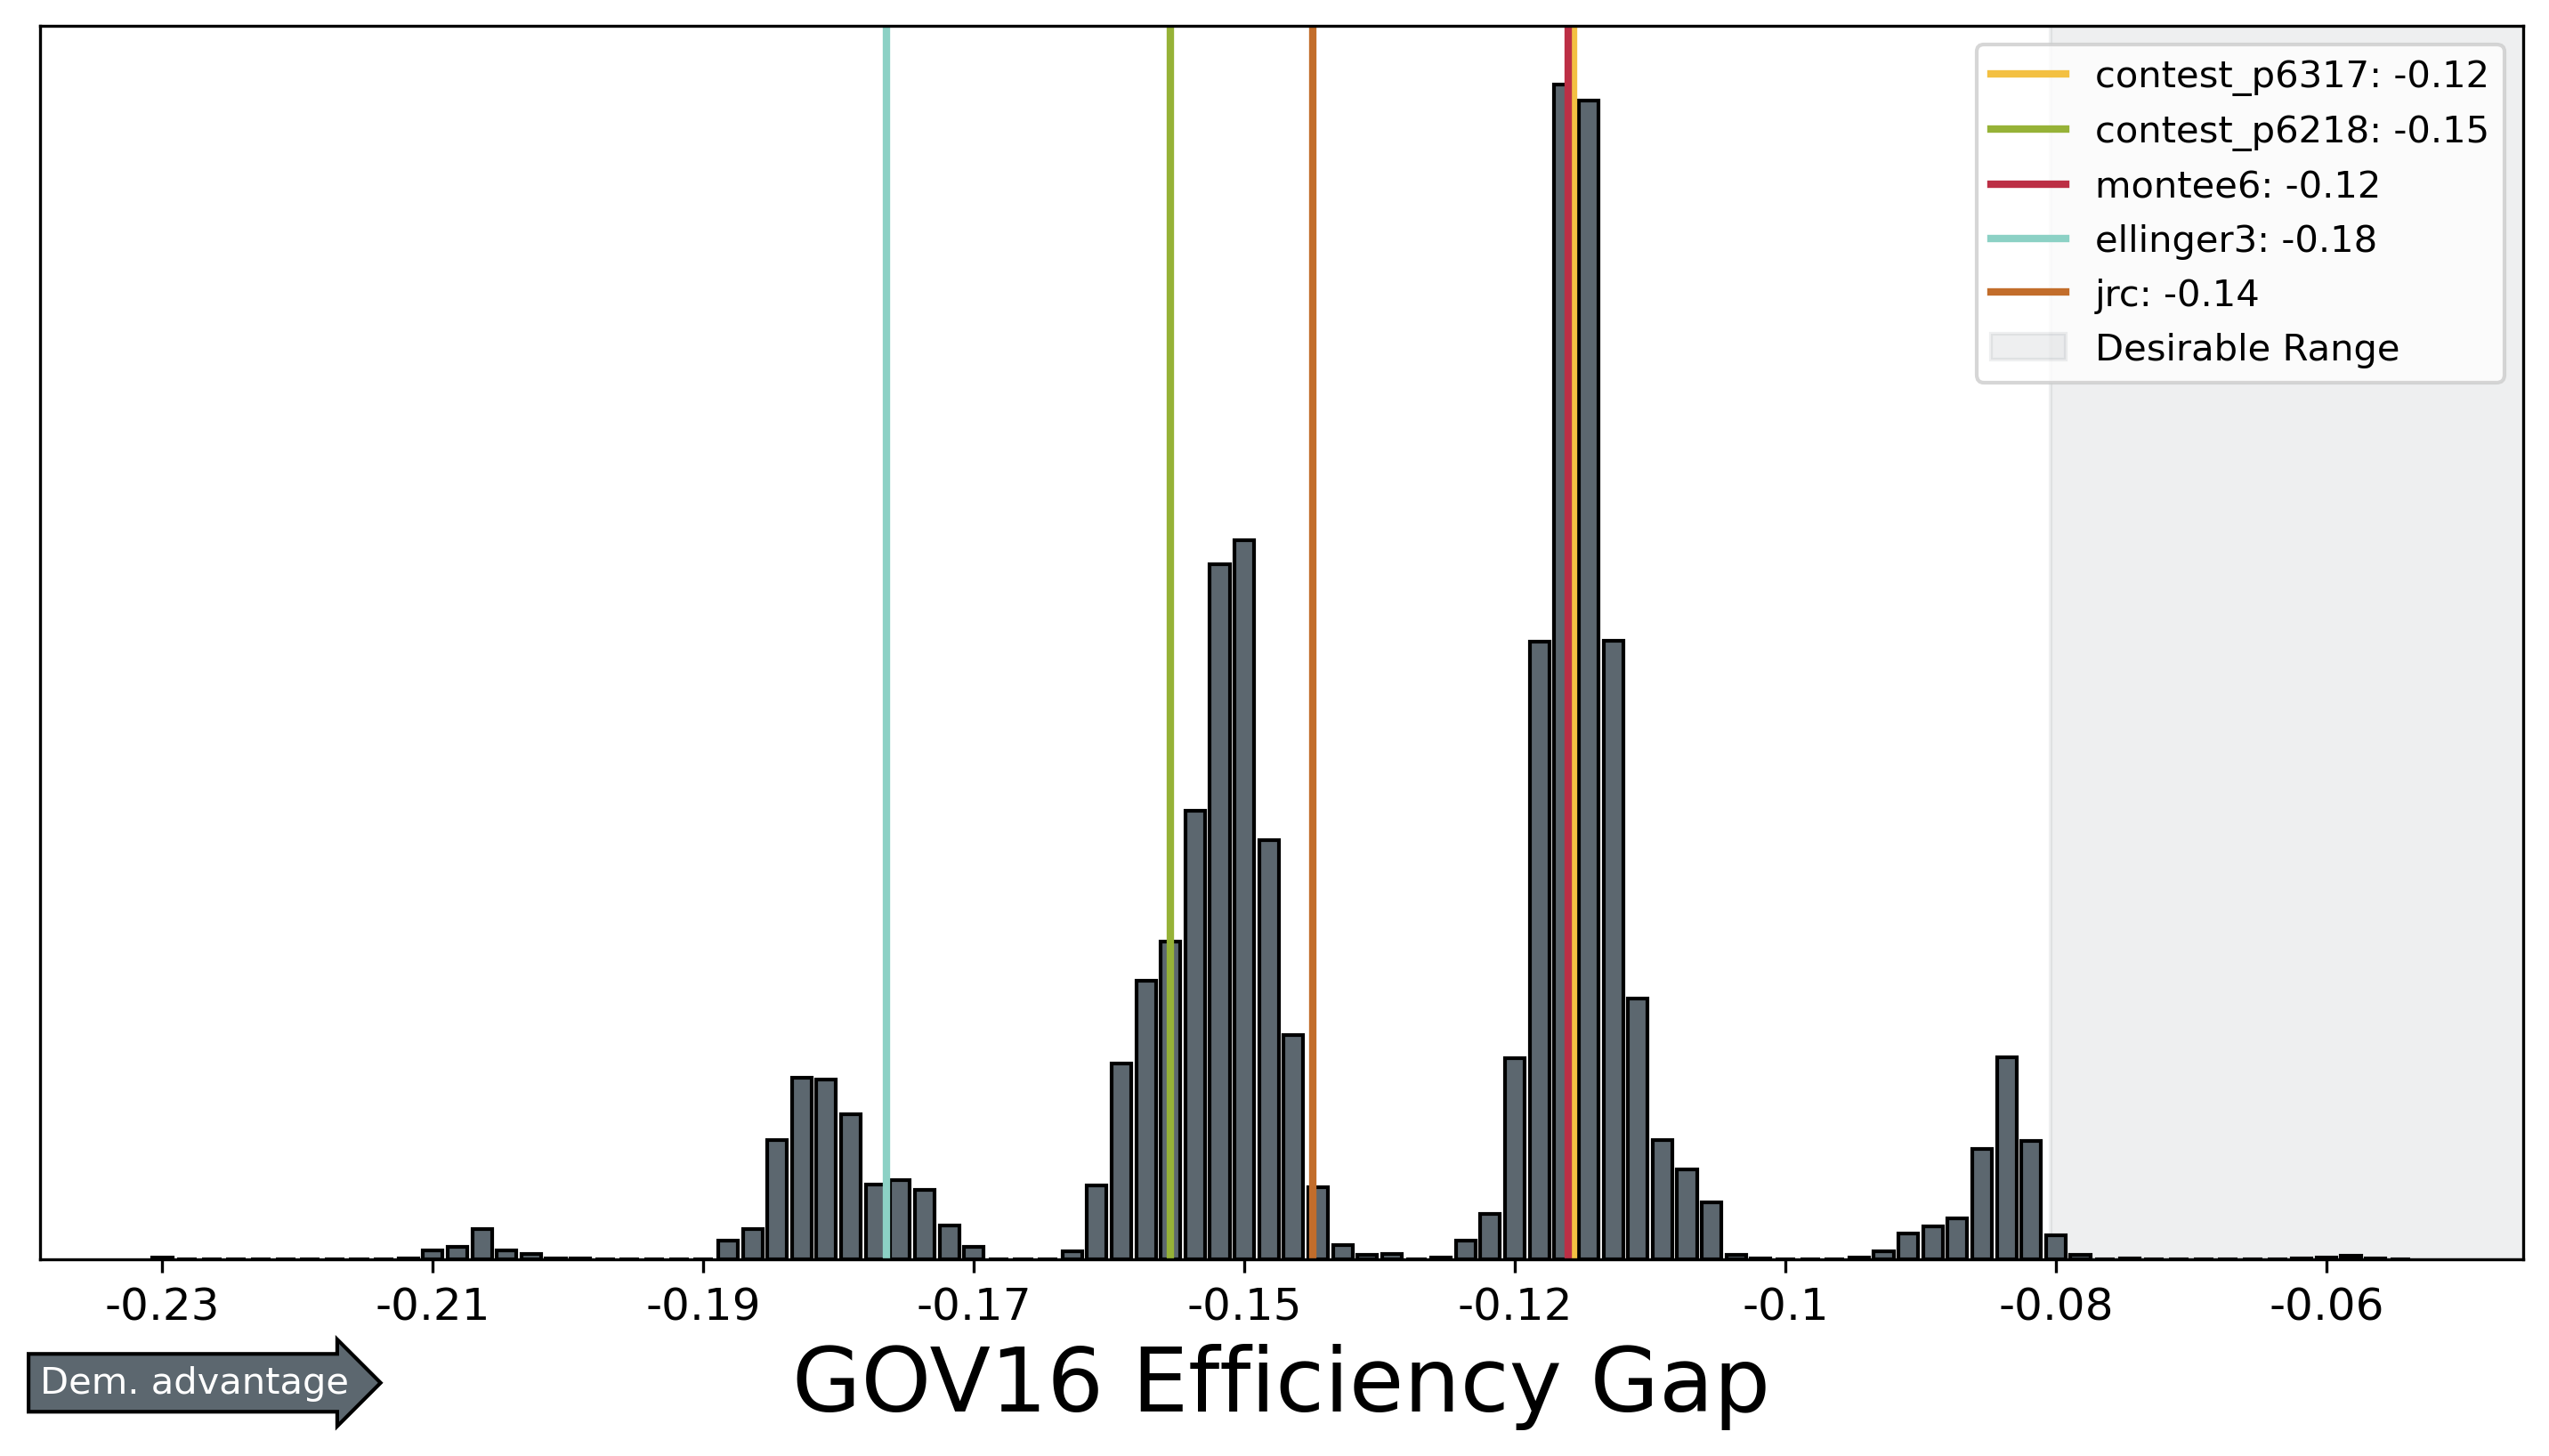 contest_p6317: -0.12
contest_p6218: -0.15
montee6: -0.12
ellinger3: -0.18
jrc: -0.14
Desirable Range
-0.23 -0.21 -0.19 -0.17 -0.15 -0.12 -0.1 -0.08 -0.06
Dem. advantage
GOV16 Efficiency Gap